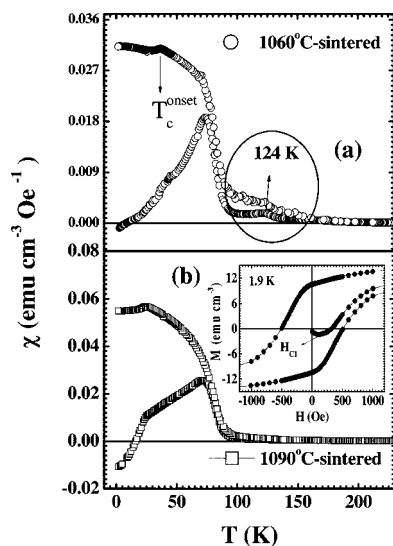 0.036
1060°C-sintered
0.027
T_c^onset
0.018
(a)
124 K
0.009
0.000
0.08
χ (emu cm⁻³ Oe⁻¹)
(b)
12
1.9 K
6
0.06
M (emu cm⁻³)
0
-6
H_Cl
-12
0.04
-1000 -500 0 500 1000
H (Oe)
0.02
0.00
1090°C-sintered
-0.02
0 50 100 150 200
T (K)